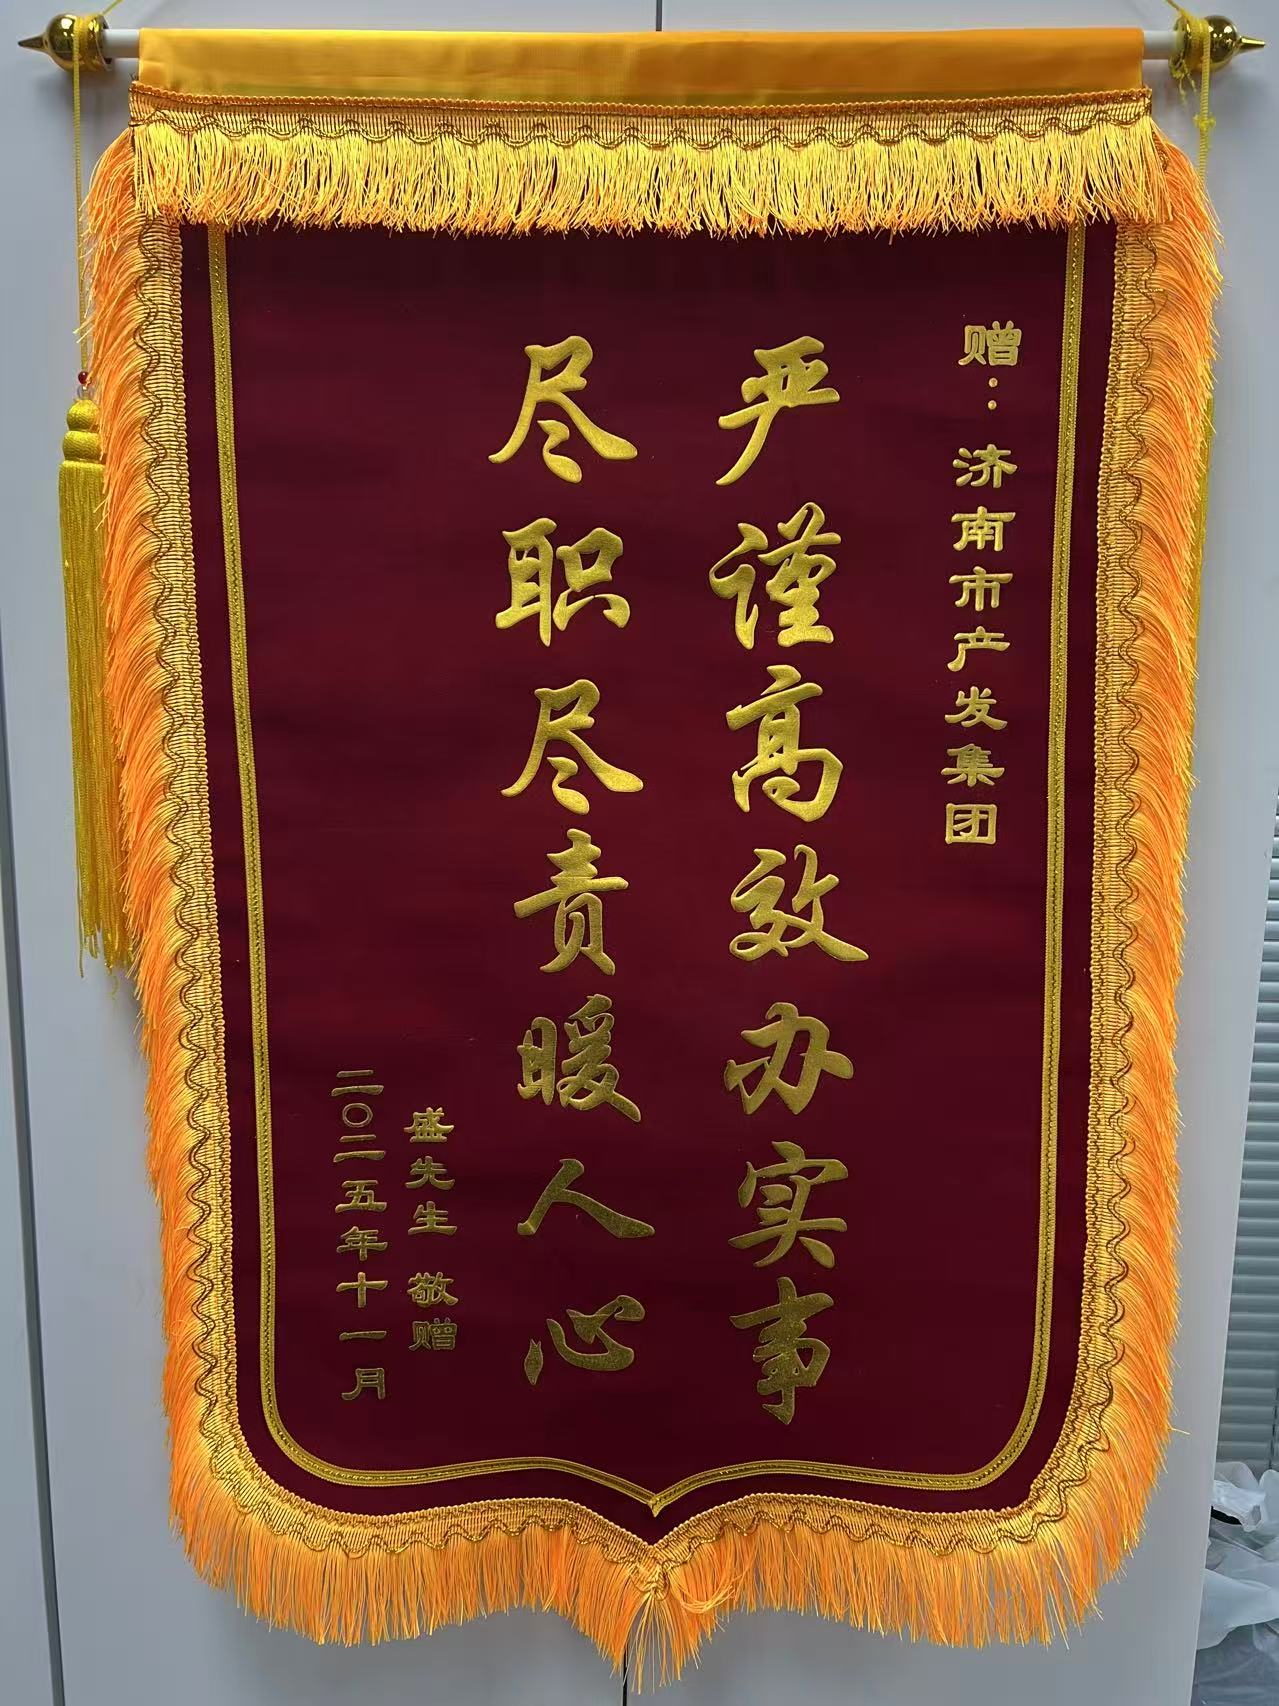 赠：济南市产发集团
严谨高效办实事
尽职尽责暖人心
盛先生 敬赠
二〇二五年十一月